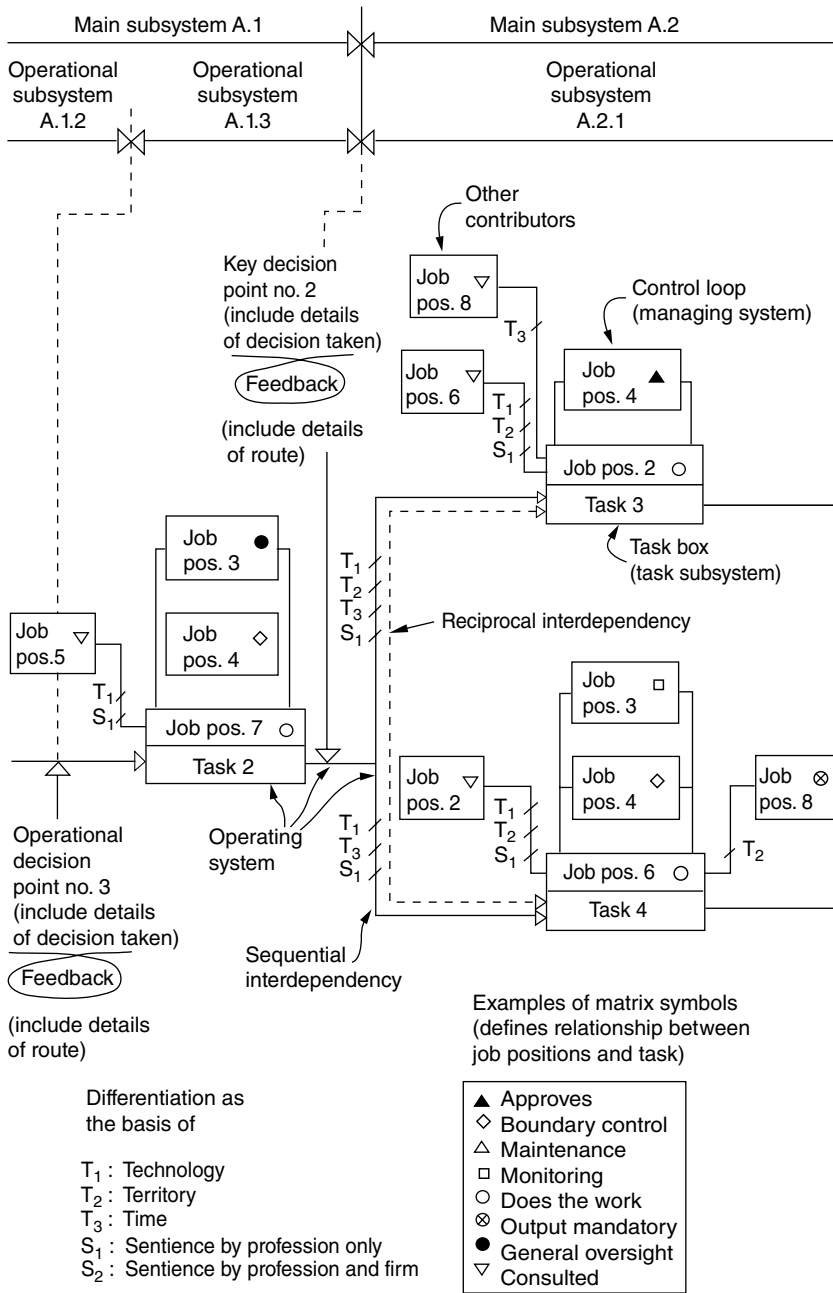 Main subsystem A.1
Main subsystem A.2
Operational
subsystem
A.1.2
Operational
subsystem
A.1.3
Operational
subsystem
A.2.1
Other
contributors
Key decision
point no. 2
(include details
of decision taken)
Feedback
(include details
of route)
Job
pos. 8
T3
Control loop
(managing system)
Job
pos. 6
T1
T2
S1
Job
pos. 4
Job pos. 2
Task 3
Task box
(task subsystem)
Job
pos. 3
Job
pos. 4
Job
pos.5
T1
S1
Job pos. 7
Task 2
T1
T2
T3
S1
Reciprocal interdependency
Operating
system
T1
T3
S1
Job
pos. 2
T1
T2
S1
Job
pos. 3
Job
pos. 4
Job
pos. 8
T2
Job pos. 6
Task 4
Operational
decision
point no. 3
(include details
of decision taken)
Feedback
(include details
of route)
Sequential
interdependency
Examples of matrix symbols
(defines relationship between
job positions and task)
Differentiation as
the basis of
T1 : Technology
T2 : Territory
T3 : Time
S1 : Sentience by profession only
S2 : Sentience by profession and firm
▲ Approves
◇ Boundary control
△ Maintenance
□ Monitoring
○ Does the work
⊗ Output mandatory
● General oversight
▽ Consulted